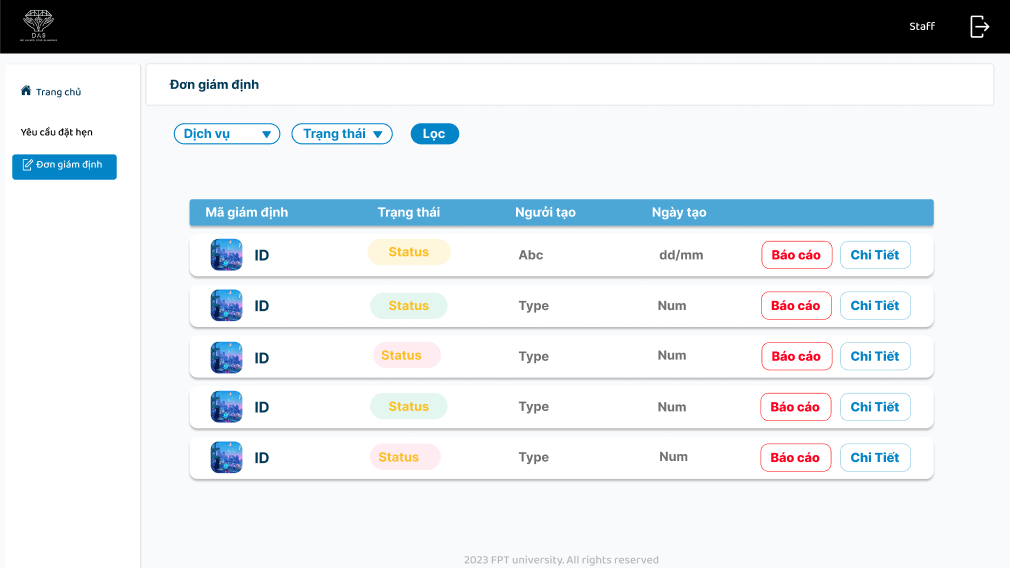 DAS
Staff
Trang chủ
Yêu cầu đặt hẹn
Đơn giám định
Đơn giám định
Dịch vụ Trạng thái Lọc
Mã giám định Trạng thái Người tạo Ngày tạo
ID Status Abc dd/mm Báo cáo Chi Tiết
ID Status Type Num Báo cáo Chi Tiết
ID Status Type Num Báo cáo Chi Tiết
ID Status Type Num Báo cáo Chi Tiết
ID Status Type Num Báo cáo Chi Tiết
2023 FPT university. All rights reserved